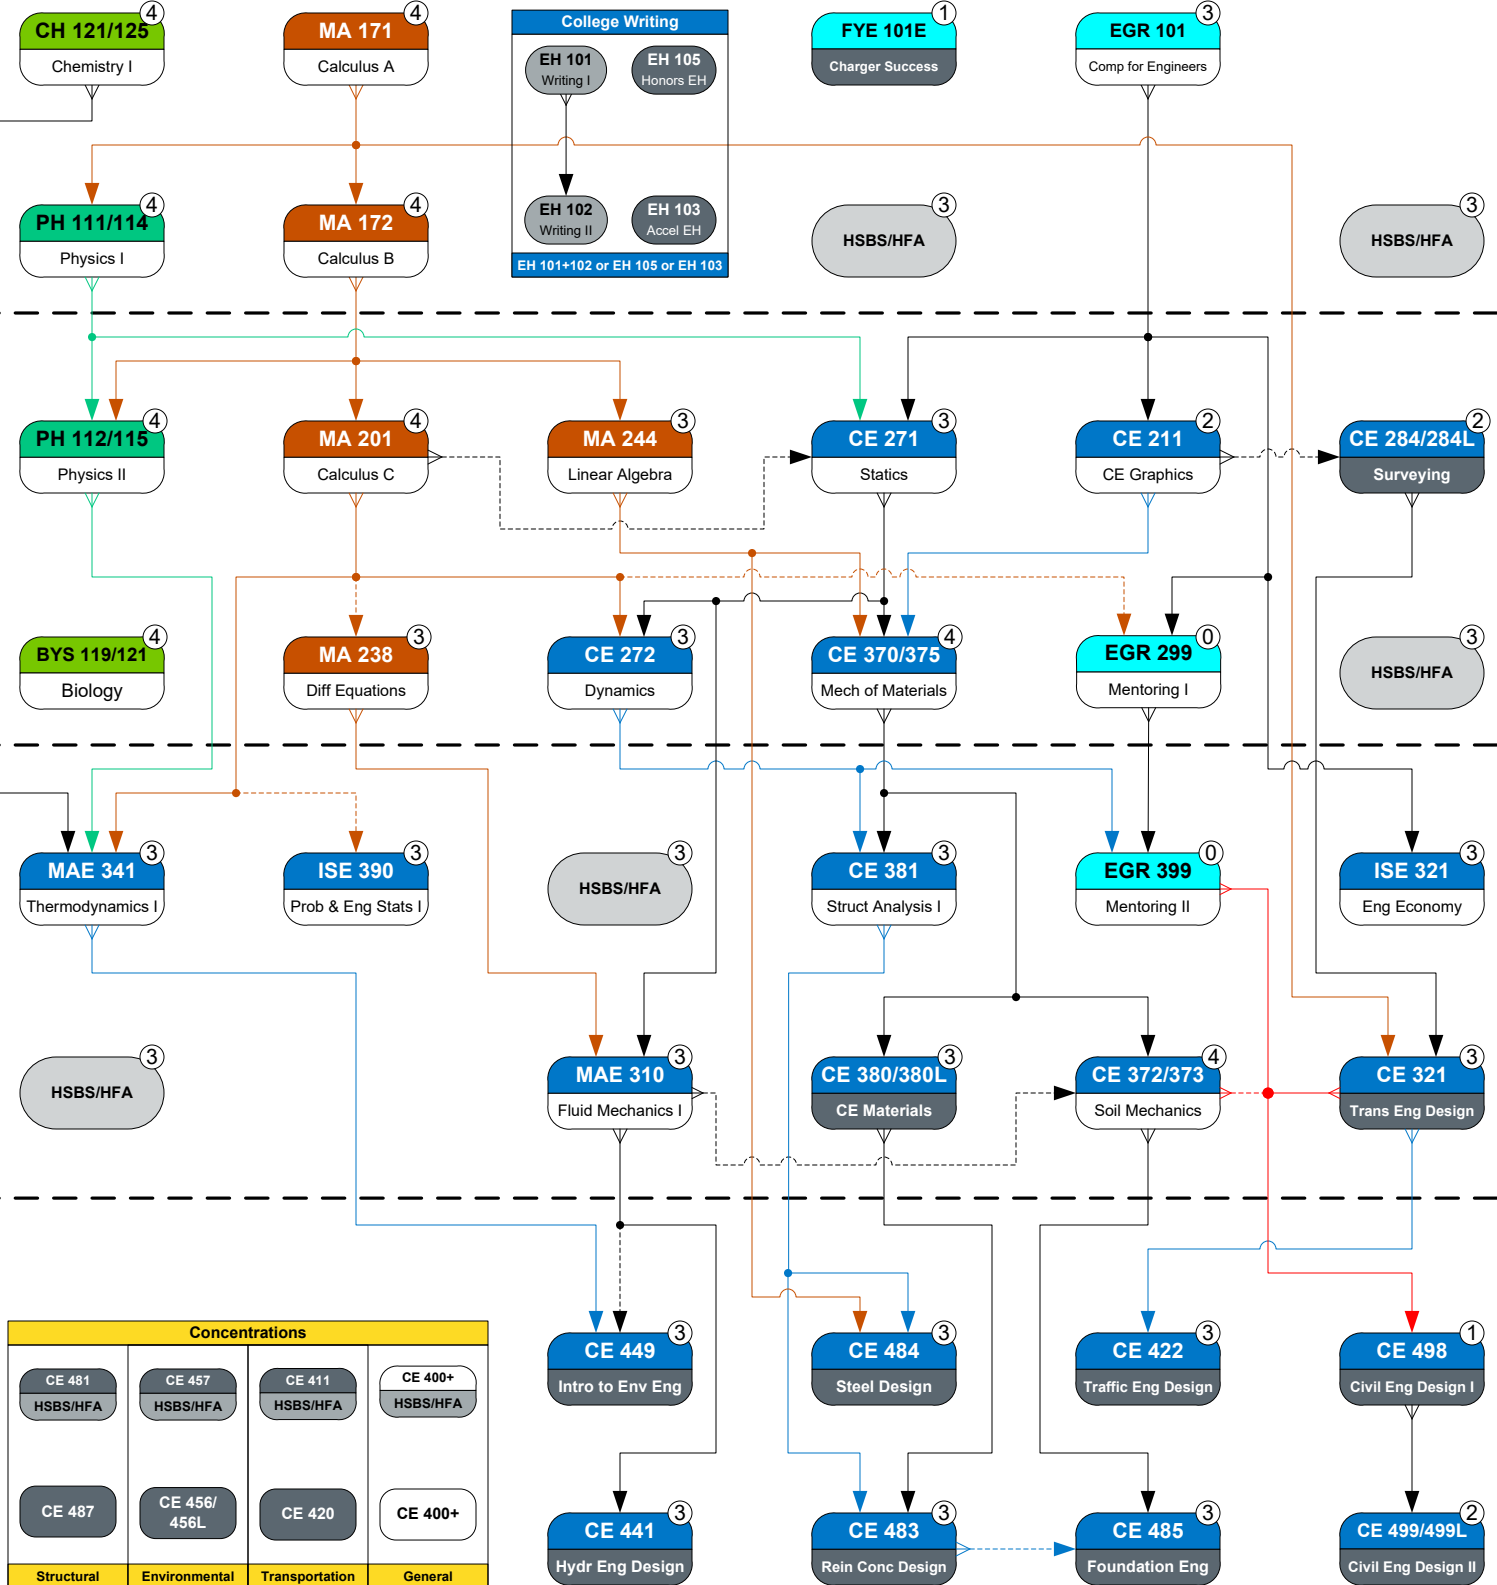 CH 121/125
4
Chemistry I
MA 171
4
Calculus A
College Writing
EH 101
Writing I
EH 105
Honors EH
EH 102
Writing II
EH 103
Accel EH
EH 101+102 or EH 105 or EH 103
FYE 101E
1
Charger Success
EGR 101
3
Comp for Engineers
PH 111/114
4
Physics I
MA 172
4
Calculus B
HSBS/HFA
3
HSBS/HFA
3
PH 112/115
4
Physics II
MA 201
4
Calculus C
MA 244
3
Linear Algebra
CE 271
3
Statics
CE 211
2
CE Graphics
CE 284/284L
2
Surveying
BYS 119/121
4
Biology
MA 238
3
Diff Equations
CE 272
3
Dynamics
CE 370/375
4
Mech of Materials
EGR 299
0
Mentoring I
HSBS/HFA
3
MAE 341
3
Thermodynamics I
ISE 390
3
Prob & Eng Stats I
HSBS/HFA
3
CE 381
3
Struct Analysis I
EGR 399
0
Mentoring II
ISE 321
3
Eng Economy
HSBS/HFA
3
MAE 310
3
Fluid Mechanics I
CE 380/380L
3
CE Materials
CE 372/373
4
Soil Mechanics
CE 321
3
Trans Eng Design
Concentrations
CE 481
HSBS/HFA
CE 457
HSBS/HFA
CE 411
HSBS/HFA
CE 400+
HSBS/HFA
CE 487
CE 456/
456L
CE 420
CE 400+
Structural
Environmental
Transportation
General
CE 449
3
Intro to Env Eng
CE 484
3
Steel Design
CE 422
3
Traffic Eng Design
CE 498
1
Civil Eng Design I
CE 441
3
Hydr Eng Design
CE 483
3
Rein Conc Design
CE 485
3
Foundation Eng
CE 499/499L
2
Civil Eng Design II